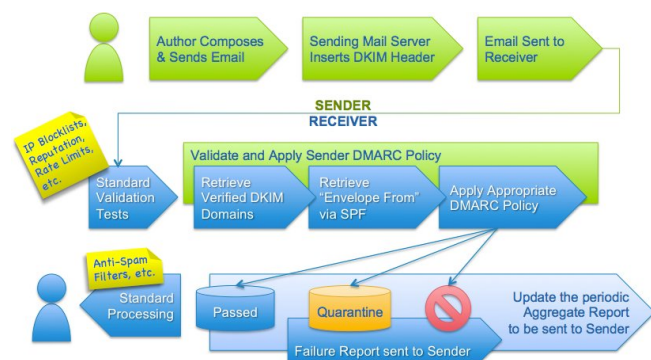 Author Composes
& Sends Email
Sending Mail Server
Inserts DKIM Header
Email Sent to
Receiver
SENDER
RECEIVER
IP Blocklists,
Reputation,
Rate Limits,
etc.
Validate and Apply Sender DMARC Policy
Standard
Validation
Tests
Retrieve
Verified DKIM
Domains
Retrieve
“Envelope From”
via SPF
Apply Appropriate
DMARC Policy
Anti-Spam
Filters, etc.
Standard
Processing
Passed
Quarantine
Update the periodic
Aggregate Report
to be sent to Sender
Failure Report sent to Sender